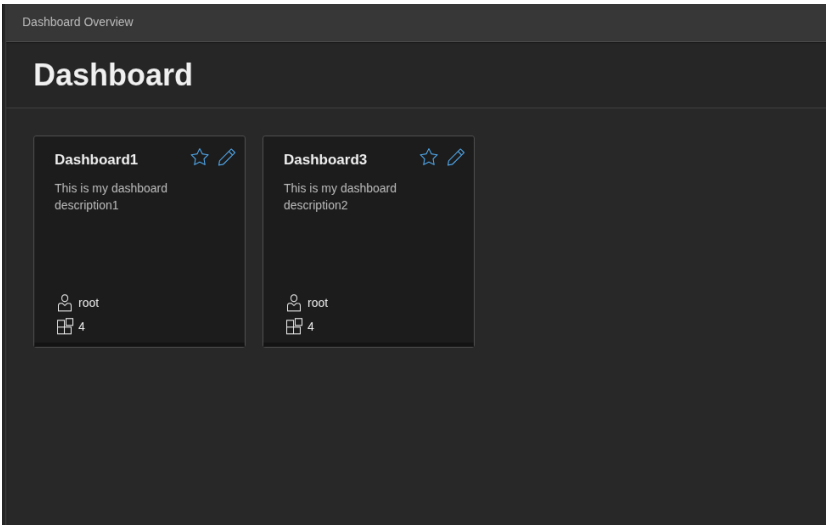 Dashboard Overview
Dashboard
Dashboard1
This is my dashboard
description1
root
4
Dashboard3
This is my dashboard
description2
root
4